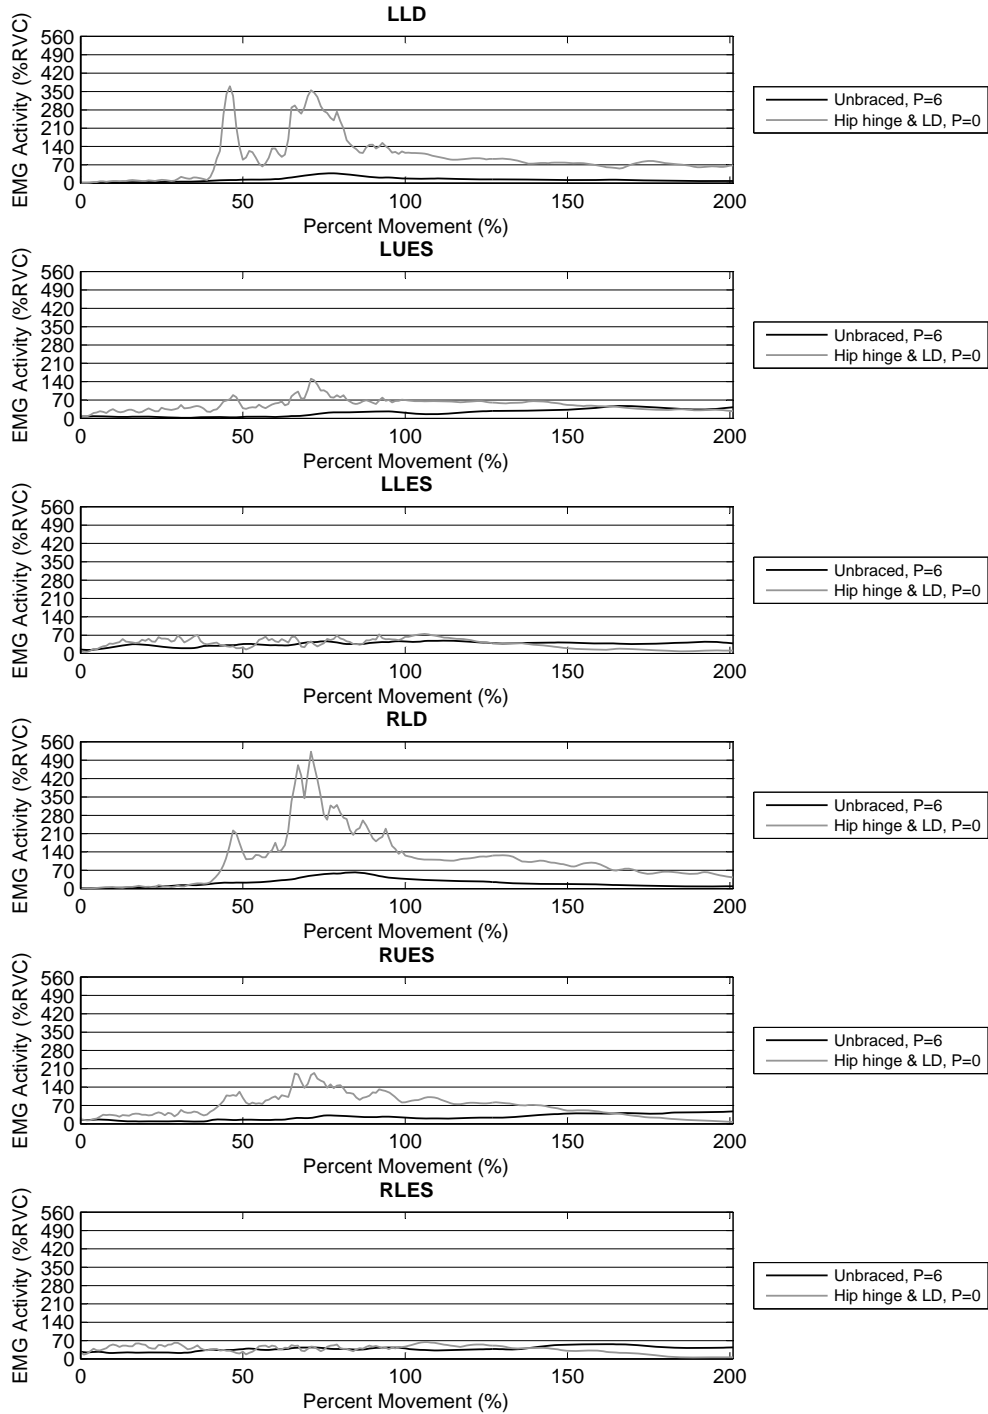 LLD
EMG Activity (%RVC)
560
490
420
350
280
210
140
70
0
0 50 100 150 200
Percent Movement (%)
Unbraced, P=6
Hip hinge & LD, P=0
LUES
EMG Activity (%RVC)
560
490
420
350
280
210
140
70
0
0 50 100 150 200
Percent Movement (%)
Unbraced, P=6
Hip hinge & LD, P=0
LLES
EMG Activity (%RVC)
560
490
420
350
280
210
140
70
0
0 50 100 150 200
Percent Movement (%)
Unbraced, P=6
Hip hinge & LD, P=0
RLD
EMG Activity (%RVC)
560
490
420
350
280
210
140
70
0
0 50 100 150 200
Percent Movement (%)
Unbraced, P=6
Hip hinge & LD, P=0
RUES
EMG Activity (%RVC)
560
490
420
350
280
210
140
70
0
0 50 100 150 200
Percent Movement (%)
Unbraced, P=6
Hip hinge & LD, P=0
RLES
EMG Activity (%RVC)
560
490
420
350
280
210
140
70
0
0 50 100 150 200
Percent Movement (%)
Unbraced, P=6
Hip hinge & LD, P=0